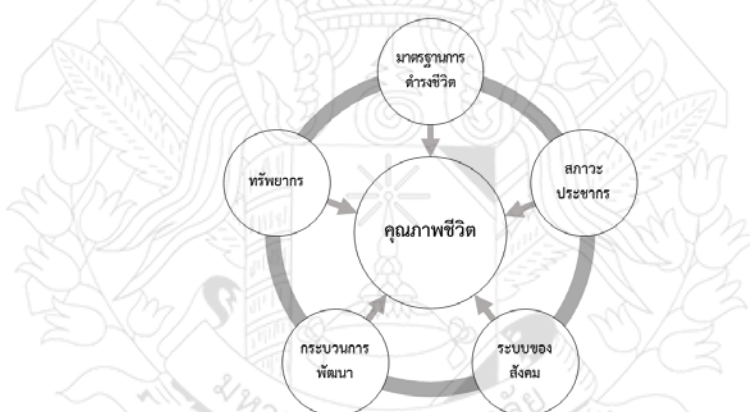 มาตรฐานการ
ดำรงชีวิต
ทรัพยากร
สภาวะ
ประชากร
คุณภาพชีวิต
กระบวนการ
พัฒนา
ระบบของ
สังคม